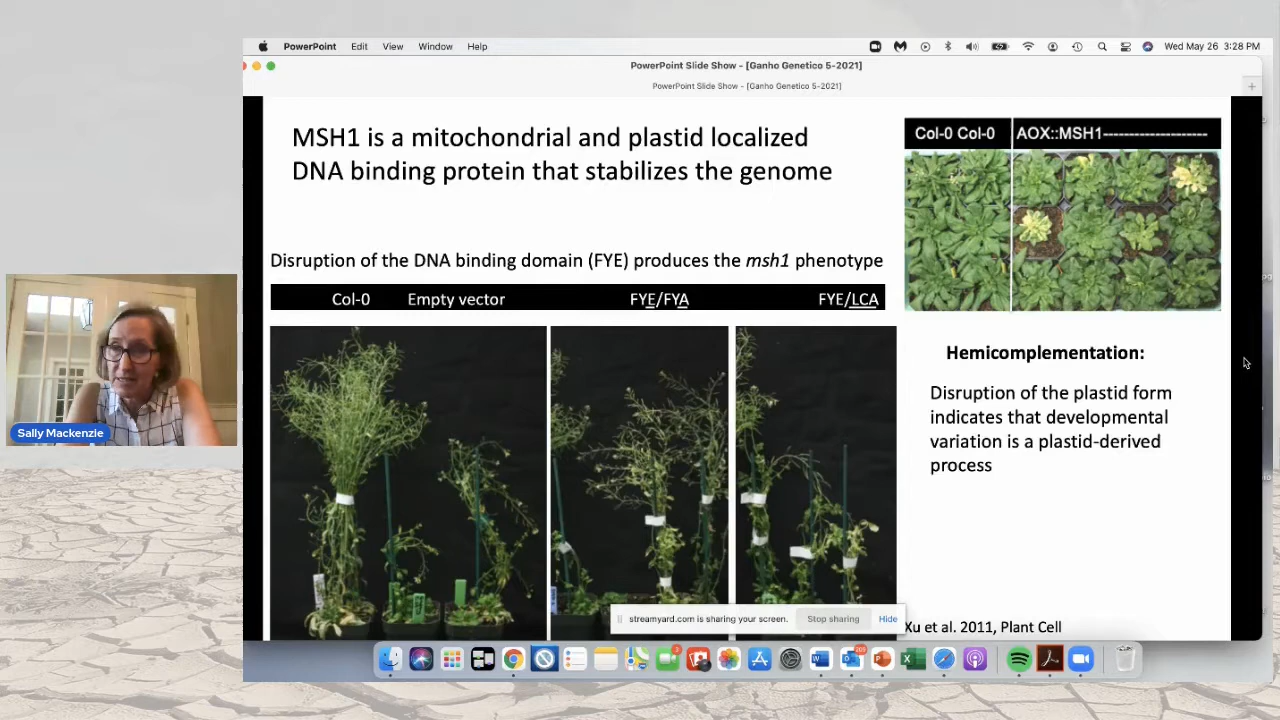 PowerPoint Edit View Window Help Wed May 26 3:28 PM
PowerPoint Slide Show - [Ganho Genetico 5-2021]
PowerPoint Slide Show - [Ganho Genetico 5-2021]
MSH1 is a mitochondrial and plastid localized
DNA binding protein that stabilizes the genome
Col-0 Col-0 AOX::MSH1--------------------
Disruption of the DNA binding domain (FYE) produces the msh1 phenotype
Col-0 Empty vector FYE/FYA FYE/LCA
Hemicomplementation:
Disruption of the plastid form
indicates that developmental
variation is a plastid-derived
process
Sally Mackenzie
streamyard.com is sharing your screen. Stop sharing Hide
Xu et al. 2011, Plant Cell